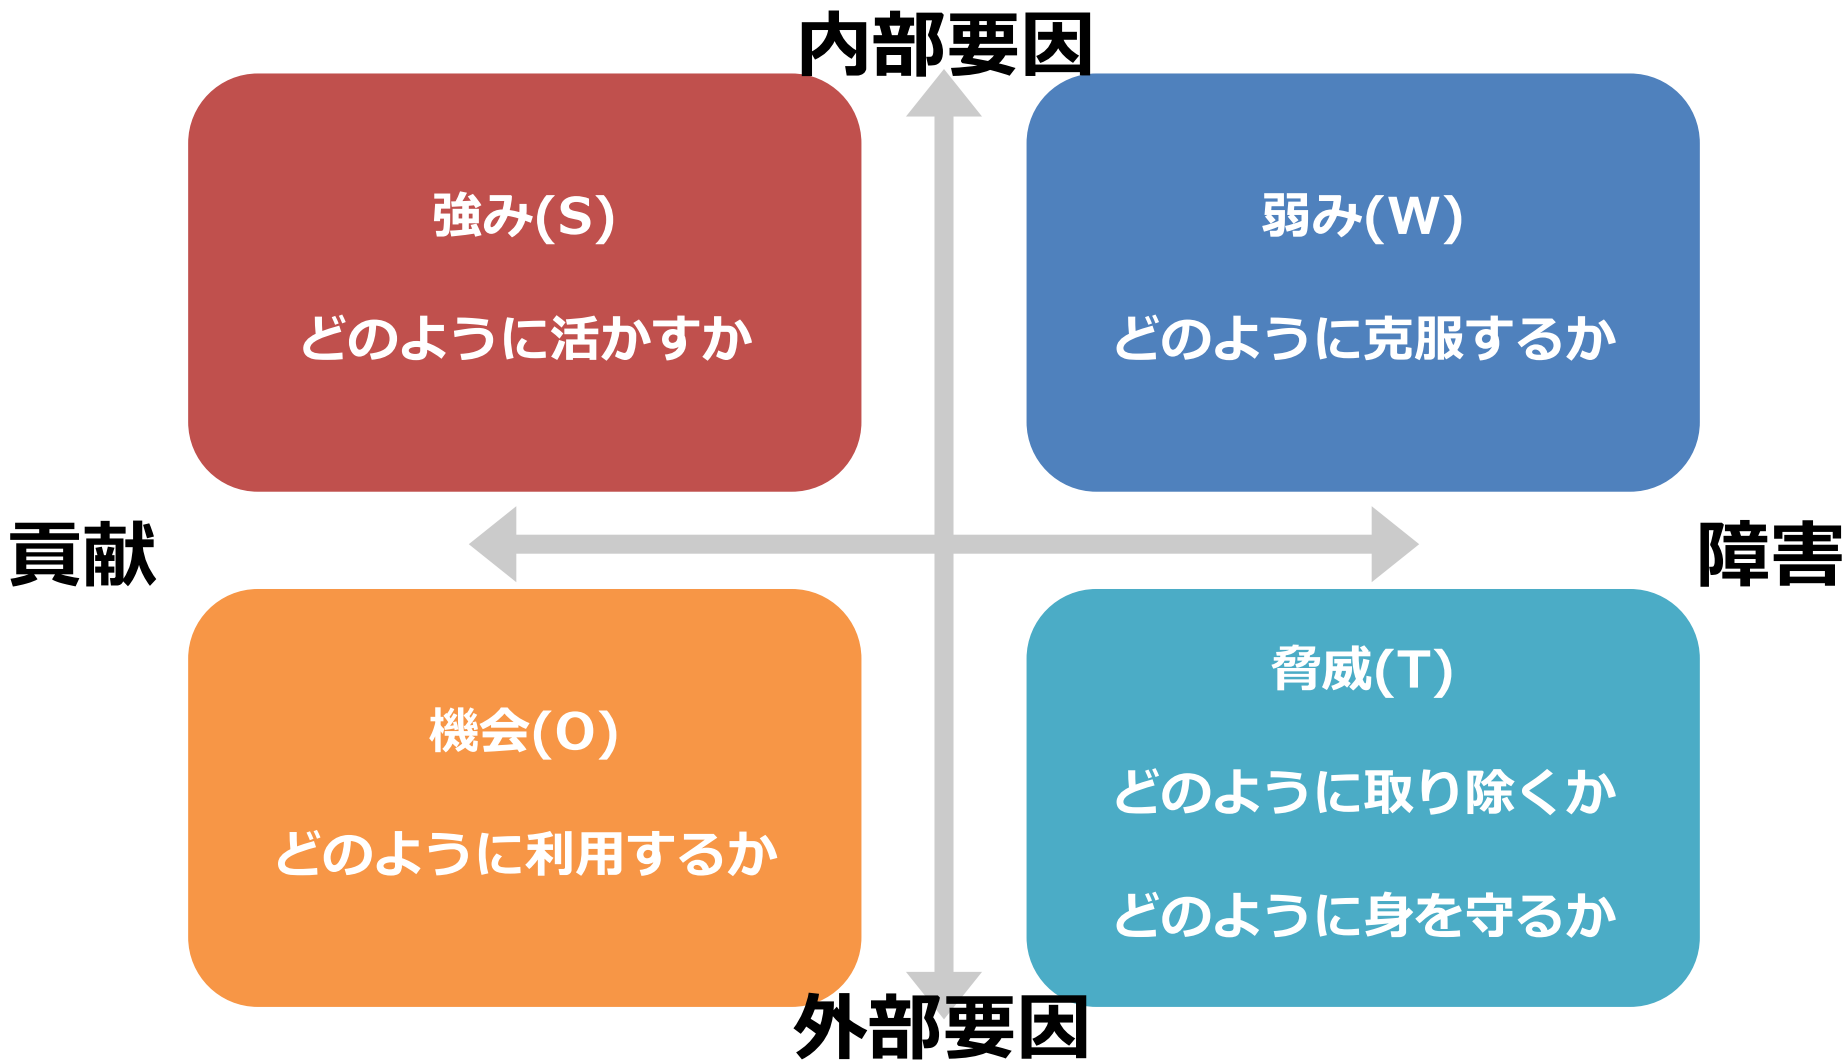 内部要因
強み(S)
どのように活かすか
弱み(W)
どのように克服するか
貢献
障害
機会(O)
どのように利用するか
脅威(T)
どのように取り除くか
どのように身を守るか
外部要因